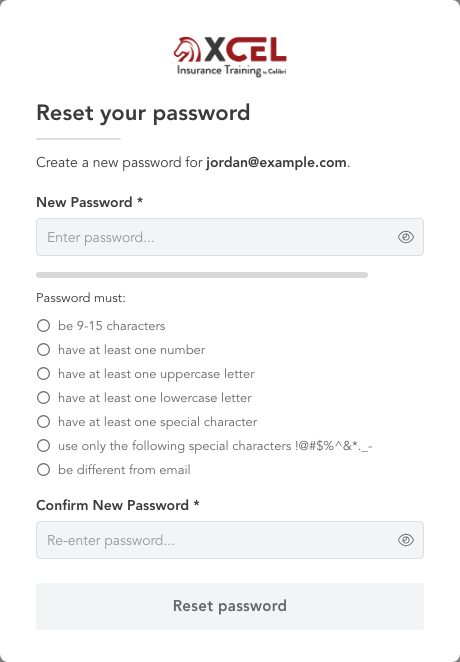 XCEL
Insurance Training by Colibri
Reset your password
Create a new password for jordan@example.com.
New Password *
Enter password...
Password must:
be 9-15 characters
have at least one number
have at least one uppercase letter
have at least one lowercase letter
have at least one special character
use only the following special characters !@#$%^&*._-
be different from email
Confirm New Password *
Re-enter password...
Reset password